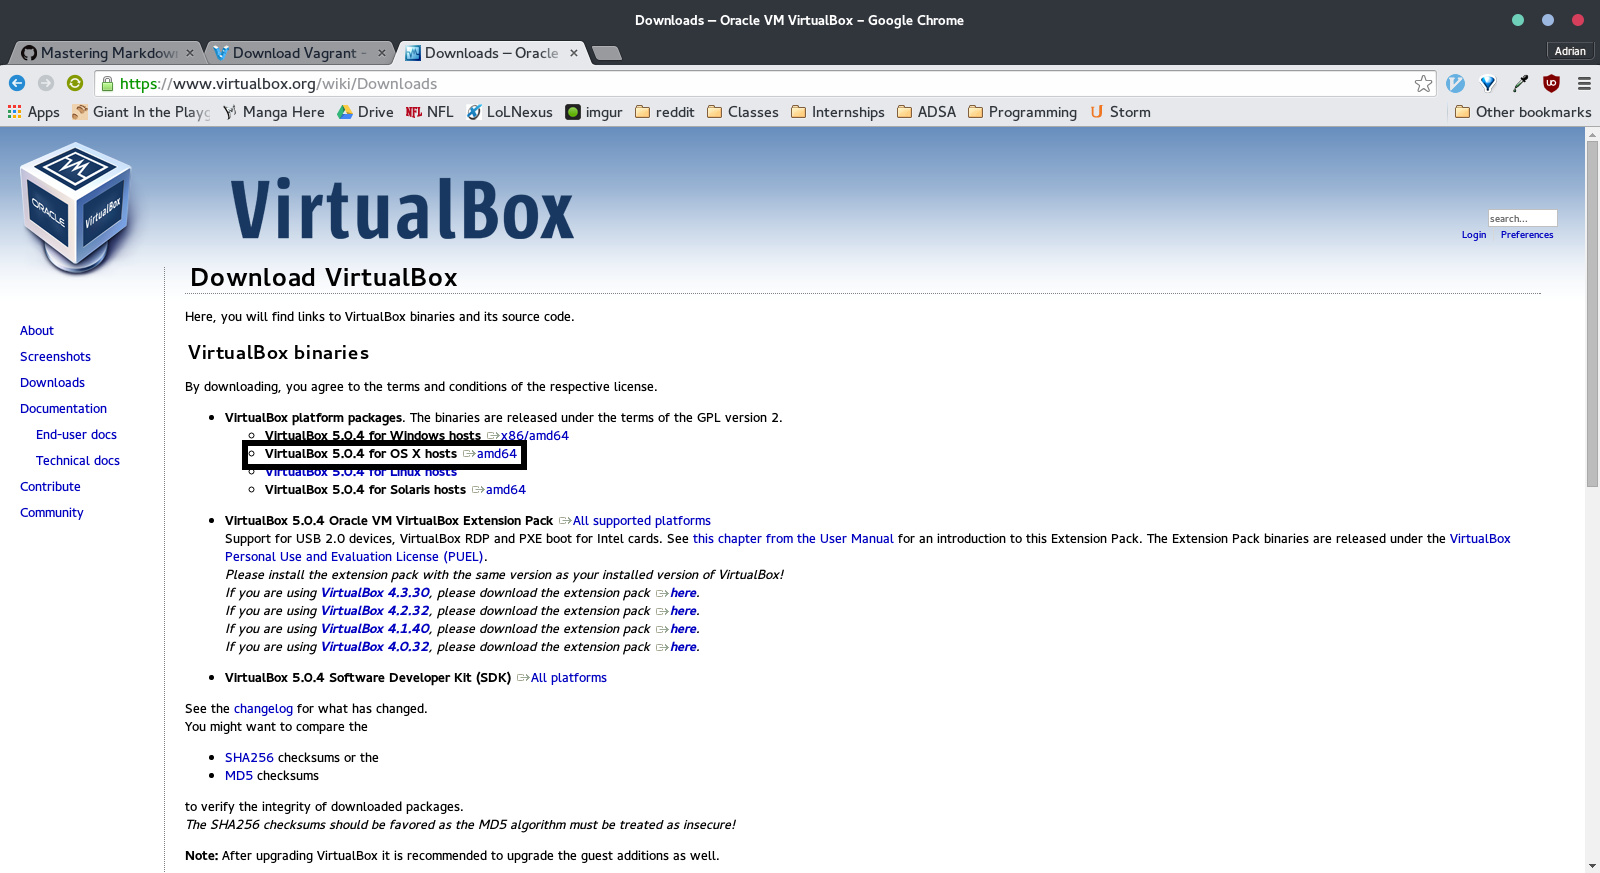 Downloads – Oracle VM VirtualBox – Google Chrome
Mastering Markdown
Download Vagrant -
Downloads – Oracle
Adrian
https://www.virtualbox.org/wiki/Downloads
Apps
Giant In the Playg
Manga Here
Drive
NFL
LoLNexus
imgur
reddit
Classes
Internships
ADSA
Programming
Storm
Other bookmarks
ORACLE
VirtualBox
VirtualBox
search...
Login Preferences
Download VirtualBox
Here, you will find links to VirtualBox binaries and its source code.
About
Screenshots
Downloads
Documentation
End-user docs
Technical docs
Contribute
Community
VirtualBox binaries
By downloading, you agree to the terms and conditions of the respective license.
VirtualBox platform packages. The binaries are released under the terms of the GPL version 2.
VirtualBox 5.0.4 for Windows hosts x86/amd64
VirtualBox 5.0.4 for OS X hosts amd64
VirtualBox 5.0.4 for Linux hosts
VirtualBox 5.0.4 for Solaris hosts amd64
VirtualBox 5.0.4 Oracle VM VirtualBox Extension Pack All supported platforms
Support for USB 2.0 devices, VirtualBox RDP and PXE boot for Intel cards. See this chapter from the User Manual for an introduction to this Extension Pack. The Extension Pack binaries are released under the VirtualBox
Personal Use and Evaluation License (PUEL).
Please install the extension pack with the same version as your installed version of VirtualBox!
If you are using VirtualBox 4.3.30, please download the extension pack here.
If you are using VirtualBox 4.2.32, please download the extension pack here.
If you are using VirtualBox 4.1.40, please download the extension pack here.
If you are using VirtualBox 4.0.32, please download the extension pack here.
VirtualBox 5.0.4 Software Developer Kit (SDK) All platforms
See the changelog for what has changed.
You might want to compare the
SHA256 checksums or the
MD5 checksums
to verify the integrity of downloaded packages.
The SHA256 checksums should be favored as the MD5 algorithm must be treated as insecure!
Note: After upgrading VirtualBox it is recommended to upgrade the guest additions as well.